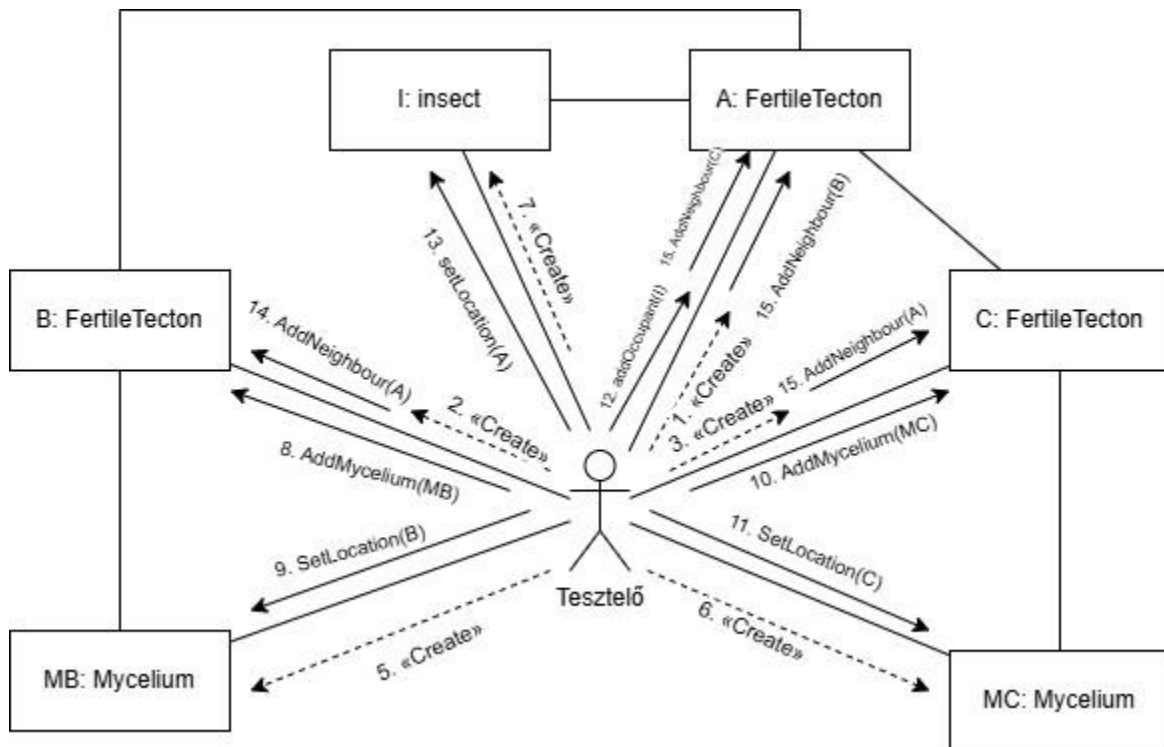 I: insect
A: FertileTecton
B: FertileTecton
C: FertileTecton
7. «Create»
13. setLocation(A)
15. AddNeighbour(C)
12. addOccupant(I)
15. AddNeighbour(B)
1. «Create»
3. «Create»
15. AddNeighbour(A)
14. AddNeighbour(A)
2. «Create»
8. AddMycelium(MB)
10. AddMycelium(MC)
9. SetLocation(B)
11. SetLocation(C)
Tesztelő
5. «Create»
6. «Create»
MB: Mycelium
MC: Mycelium